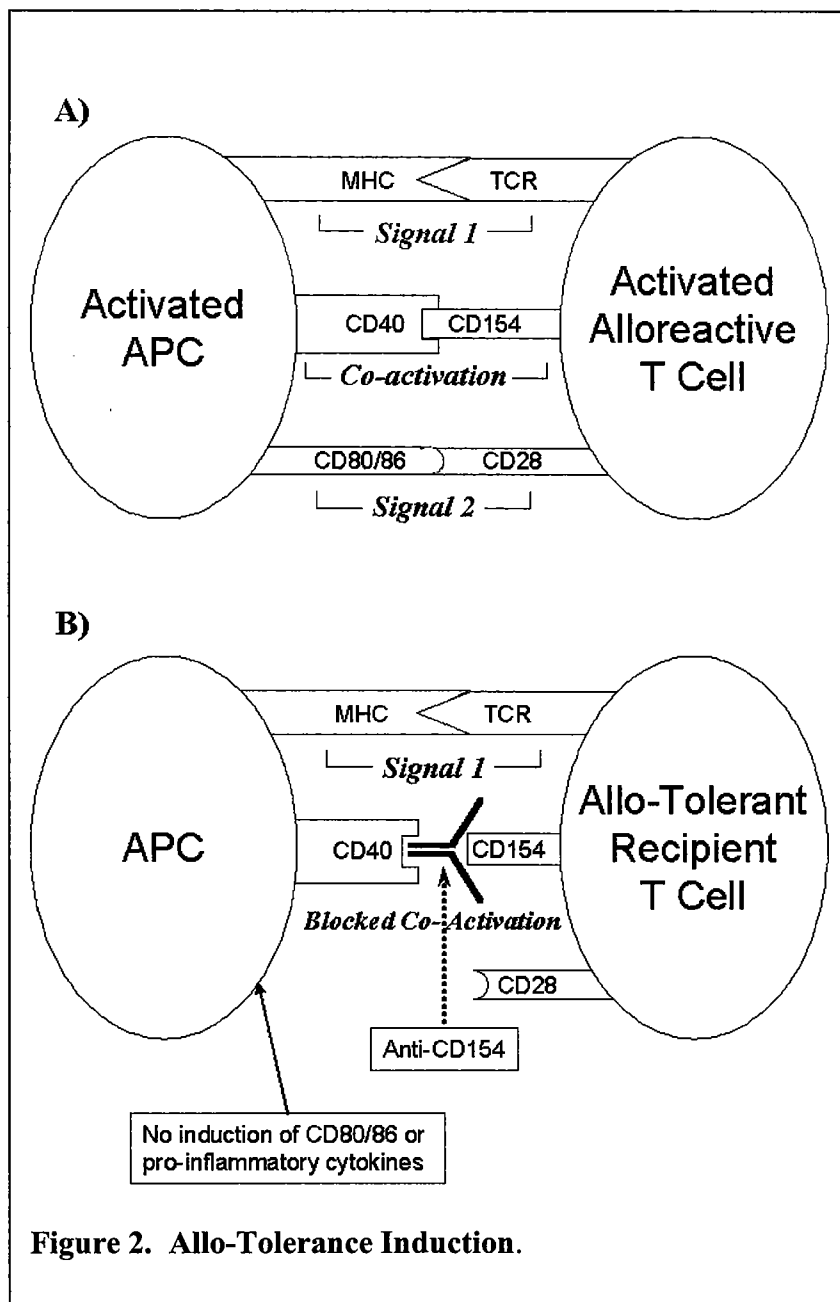 A)
MHC TCR
Signal 1
Activated
APC
CD40 CD154
Co-activation
Activated
Alloreactive
T Cell
CD80/86 CD28
Signal 2
B)
MHC TCR
Signal 1
APC
CD40 CD154
Blocked Co-Activation
Allo-Tolerant
Recipient
T Cell
CD28
Anti-CD154
No induction of CD80/86 or
pro-inflammatory cytokines
Figure 2. Allo-Tolerance Induction.